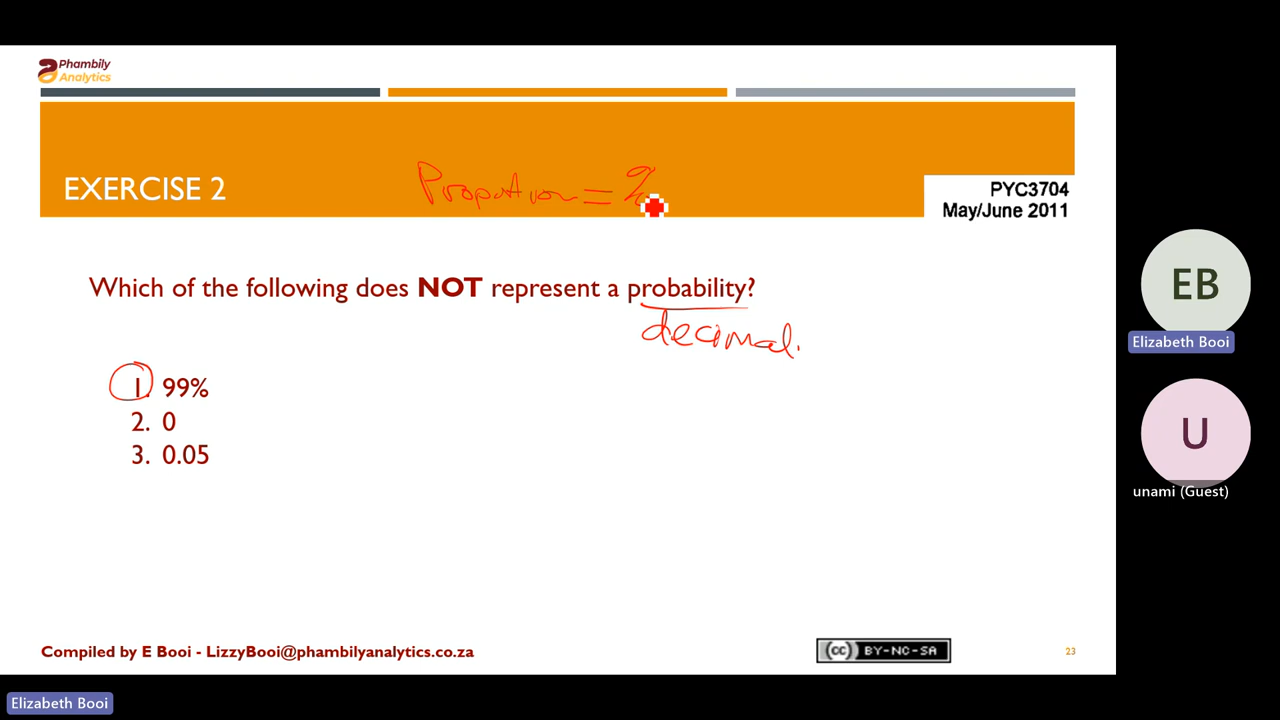 Phambily
Analytics
EXERCISE 2
Propotion = %
PYC3704
May/June 2011
Which of the following does NOT represent a probability?
decimal.
1. 99%
2. 0
3. 0.05
EB
Elizabeth Booi
U
unami (Guest)
Compiled by E Booi - LizzyBooi@phambilyanalytics.co.za
cc BY-NC-SA
23
Elizabeth Booi